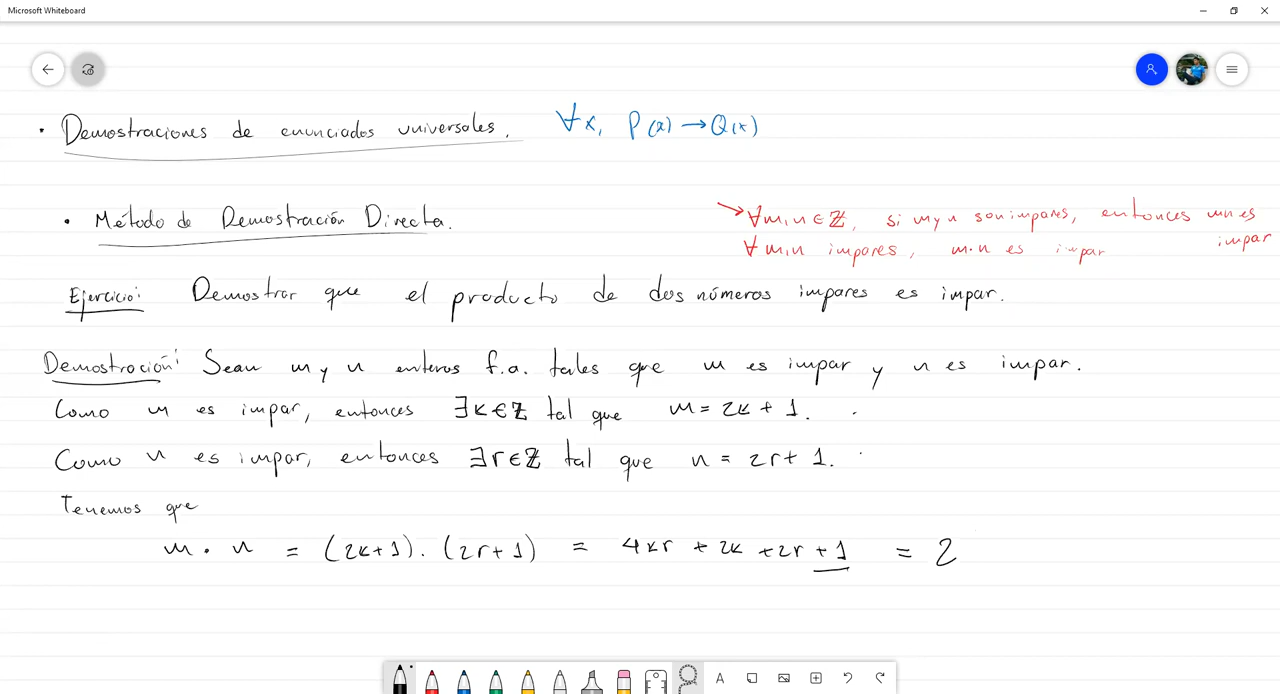 Microsoft Whiteboard
• Demostraciones de enunciados universales. ∀x, P(x) → Q(x)
• Método de Demostración Directa.
→ ∀m,n ∈ ℤ, si m y n son impares, entonces mn es impar
∀m,n impares, m·n es impar
Ejercicio: Demostrar que el producto de dos números impares es impar.
Demostración: Sean m y n enteros f.a. tales que m es impar y n es impar.
Como m es impar, entonces ∃k∈ℤ tal que m = 2k + 1.
Como n es impar, entonces ∃r∈ℤ tal que n = 2r + 1.
Tenemos que
m · n = (2k+1) · (2r+1) = 4kr + 2k + 2r + 1 = 2
A